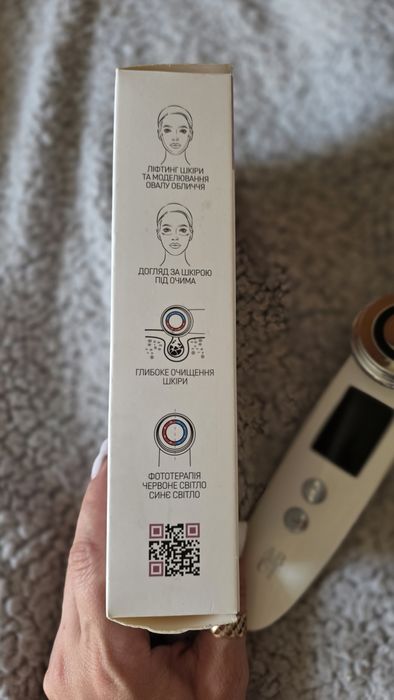 ЛІФТИНГ ШКІРИ
ТА МОДЕЛЮВАННЯ
ОВАЛУ ОБЛИЧЧЯ
ДОГЛЯД ЗА ШКІРОЮ
ПІД ОЧИМА
ГЛИБОКЕ ОЧИЩЕННЯ
ШКІРИ
ФОТОТЕРАПІЯ
ЧЕРВОНЕ СВІТЛО
СИНЄ СВІТЛО